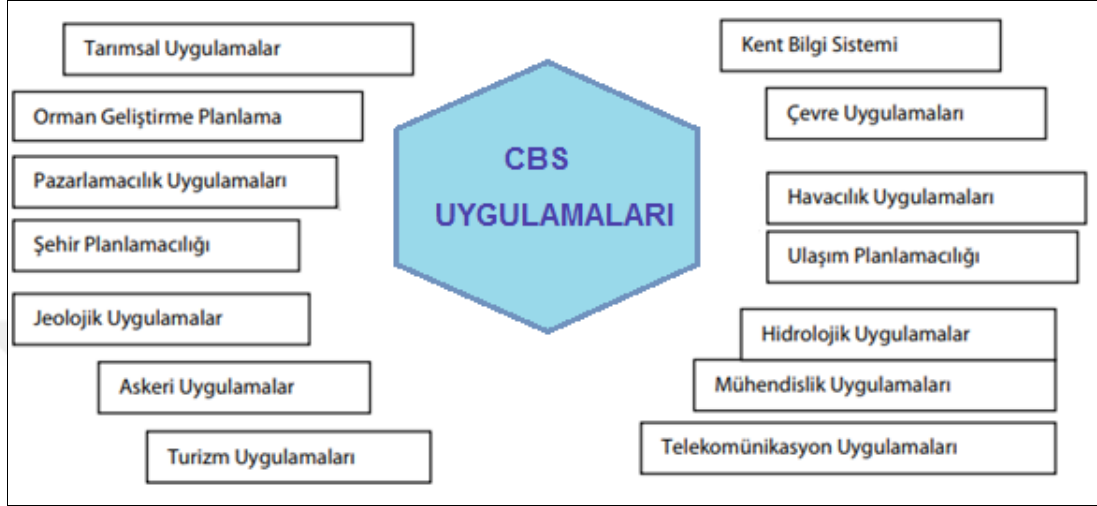 Tarımsal Uygulamalar
Orman Geliştirme Planlama
Pazarlamacılık Uygulamaları
Şehir Planlamacılığı
Jeolojik Uygulamalar
Askeri Uygulamalar
Turizm Uygulamaları
CBS
UYGULAMALARI
Kent Bilgi Sistemi
Çevre Uygulamaları
Havacılık Uygulamaları
Ulaşım Planlamacılığı
Hidrolojik Uygulamalar
Mühendislik Uygulamaları
Telekomünikasyon Uygulamaları